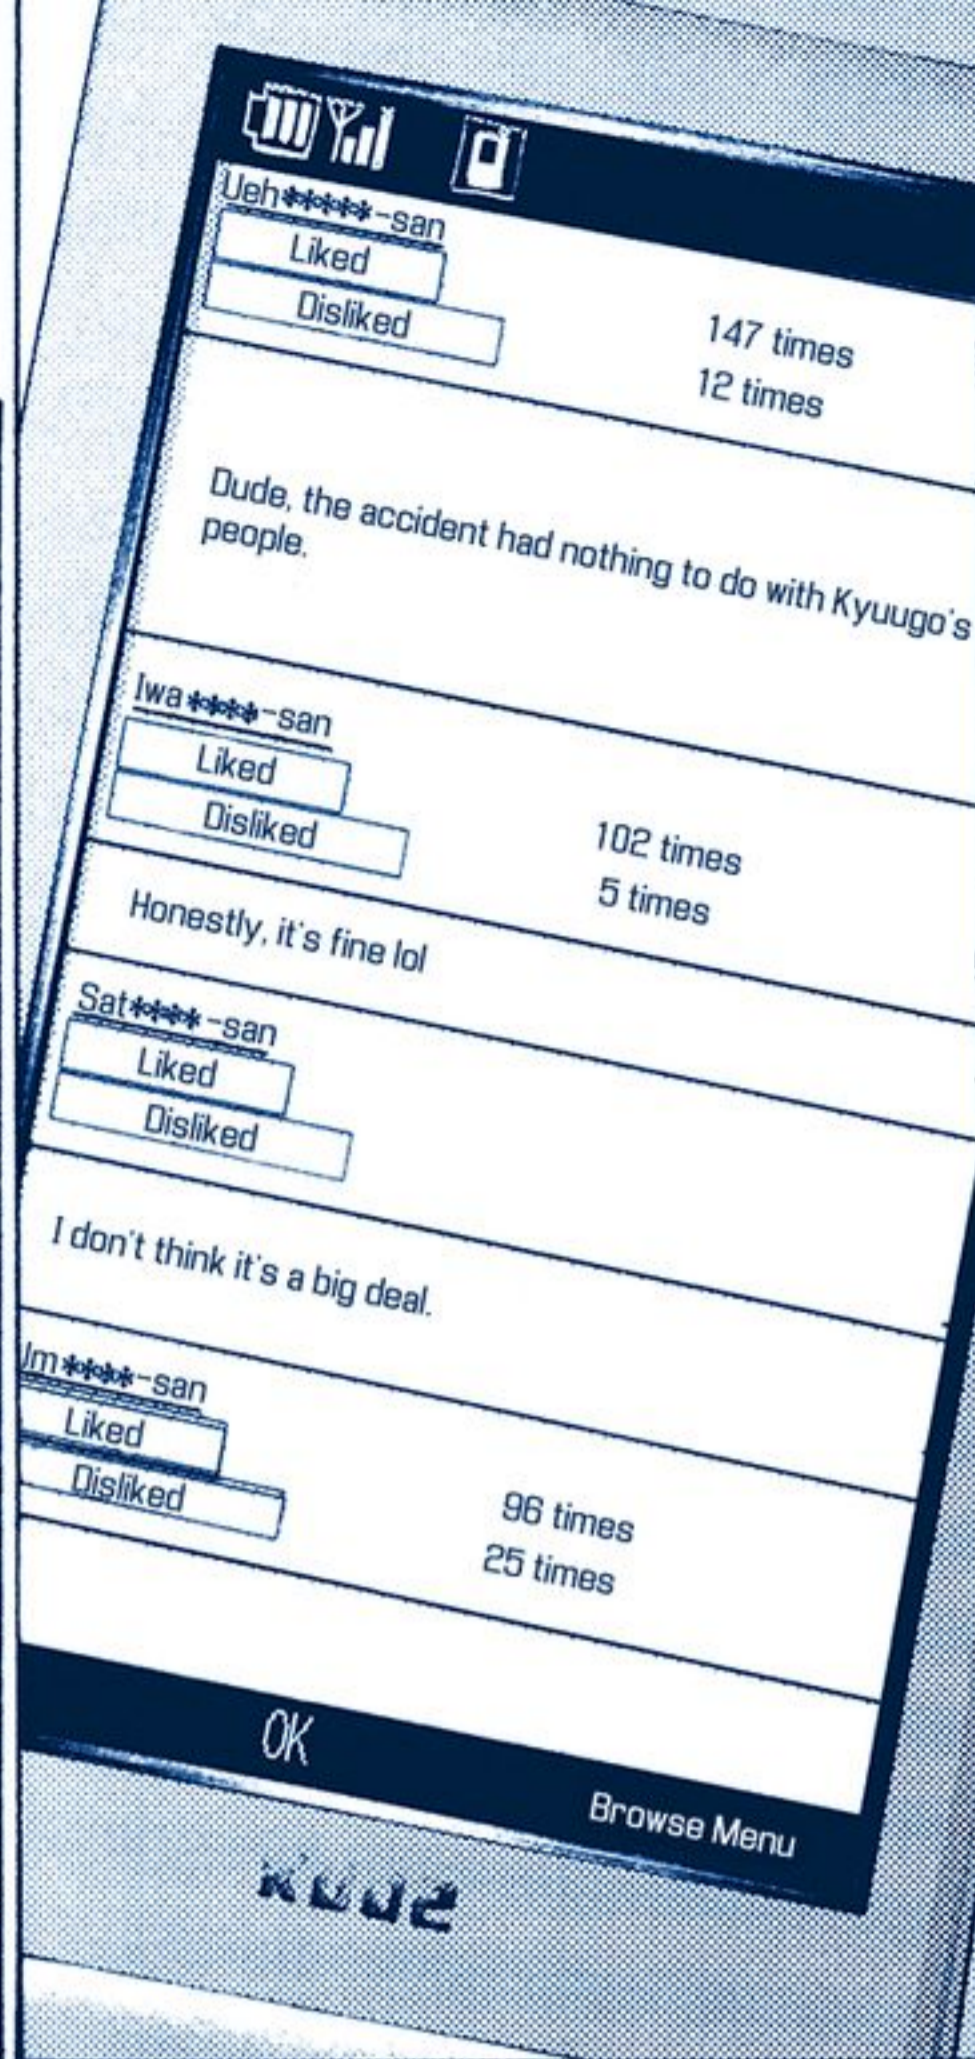 Ueh*****-san
Liked
Disliked
147 times
12 times
Dude, the accident had nothing to do with Kyuugo's
people.
Iwa****-san
Liked
Disliked
102 times
5 times
Honestly, it's fine lol
Sat****-san
Liked
Disliked
I don't think it's a big deal.
Um****-san
Liked
Disliked
96 times
25 times
OK
Browse Menu